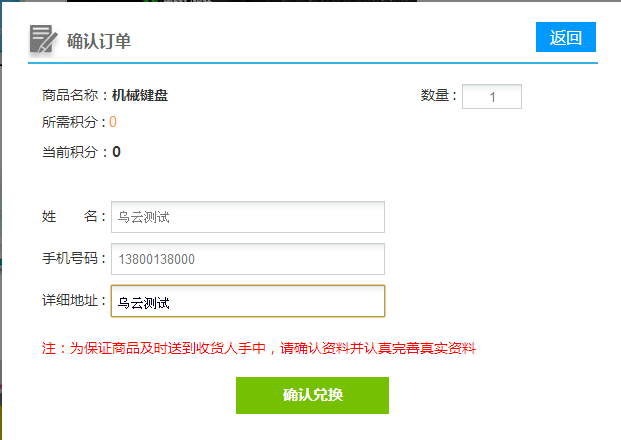 确认订单 返回
商品名称：机械键盘 数量： 1
所需积分：0
当前积分：0
姓 名： 乌云测试
手机号码： 13800138000
详细地址： 乌云测试
注：为保证商品及时送到收货人手中，请确认资料并认真完善真实资料
确认兑换